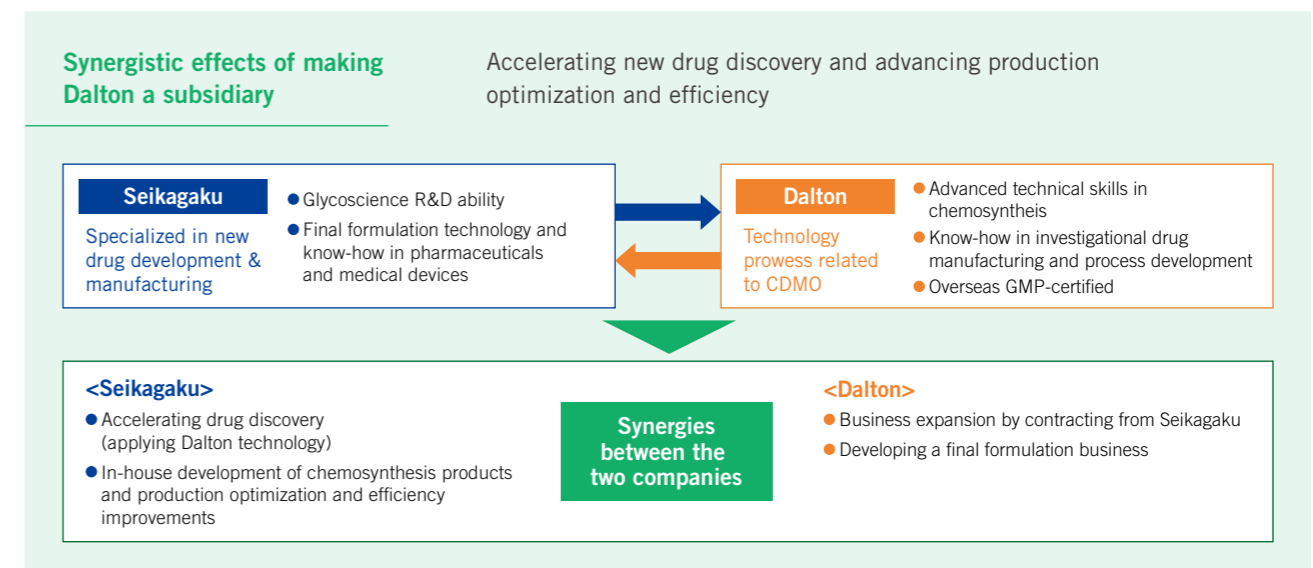 Synergistic effects of making
Dalton a subsidiary
Accelerating new drug discovery and advancing production
optimization and efficiency
Seikagaku
Specialized in new
drug development &
manufacturing
● Glycoscience R&D ability
● Final formulation technology and
know-how in pharmaceuticals
and medical devices
Dalton
Technology
prowess related
to CDMO
● Advanced technical skills in
chemosyntheis
● Know-how in investigational drug
manufacturing and process development
● Overseas GMP-certified
<Seikagaku>
● Accelerating drug discovery
(applying Dalton technology)
● In-house development of chemosynthesis products
and production optimization and efficiency
improvements
Synergies
between the
two companies
<Dalton>
● Business expansion by contracting from Seikagaku
● Developing a final formulation business